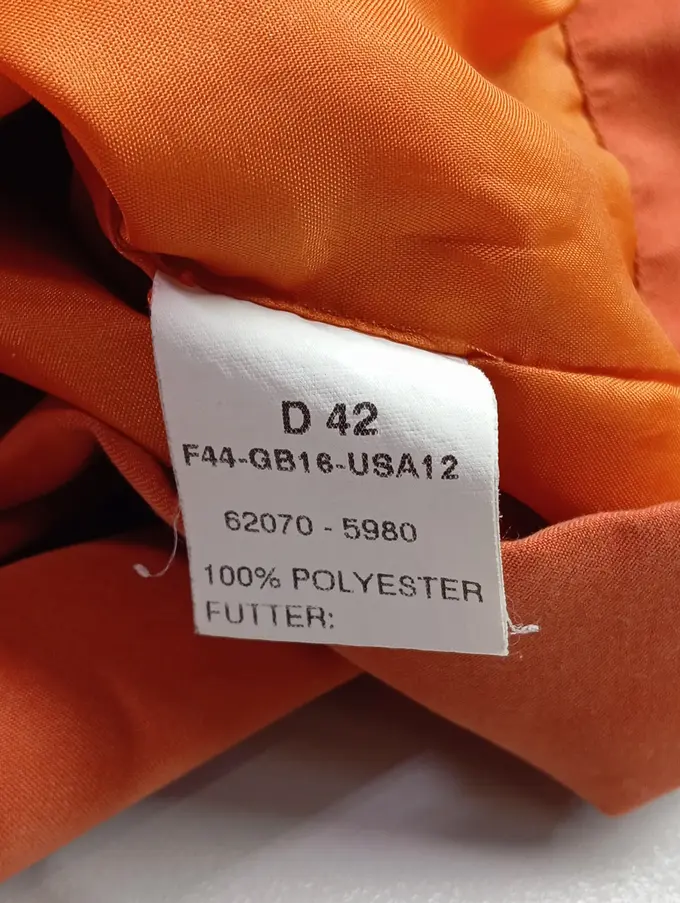 D 42
F44-GB16-USA12
62070 - 5980
100% POLYESTER
FUTTER: